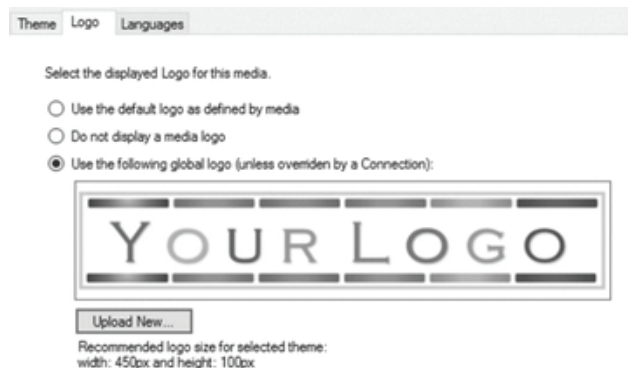 Theme Logo Languages
Select the displayed Logo for this media.
Use the default logo as defined by media
Do not display a media logo
Use the following global logo (unless overriden by a Connection):
YOUR LOGO
Upload New...
Recommended logo size for selected theme:
width: 450px and height: 100px